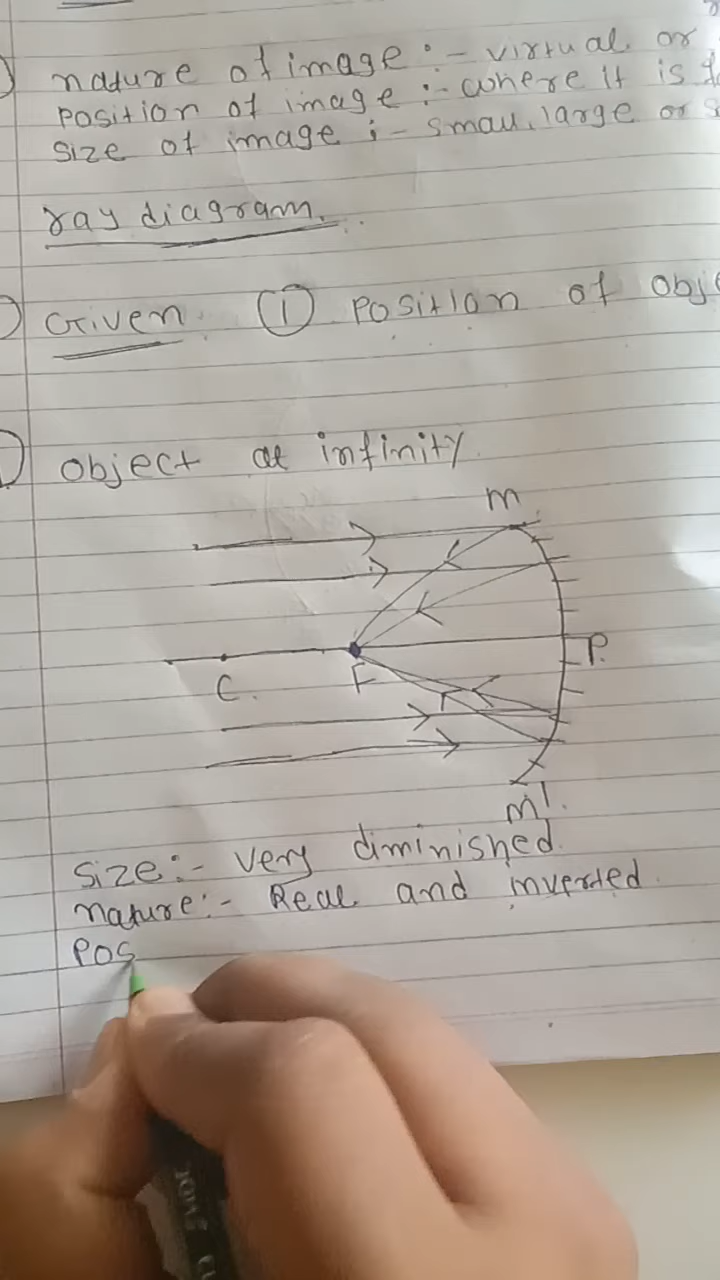 nature of image :- virtual or
Position of image :- where it is
size of image :- small, large or
ray diagram.
Given. ① Position of obje
object at infinity.
M
P.
C.
F
M'.
Size:- very diminished.
nature:- Real and inverted
Pos